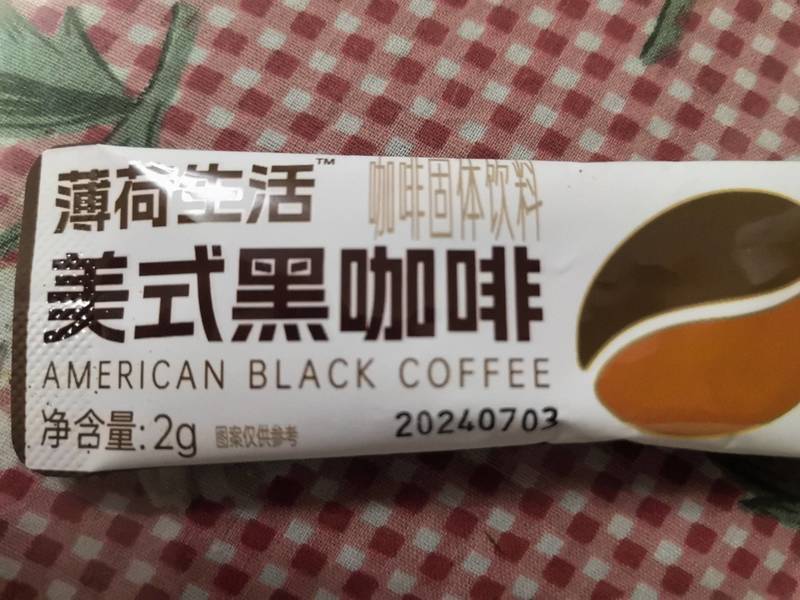 薄荷生活™ 咖啡固体饮料
美式黑咖啡
AMERICAN BLACK COFFEE
净含量:2g 图案仅供参考 20240703